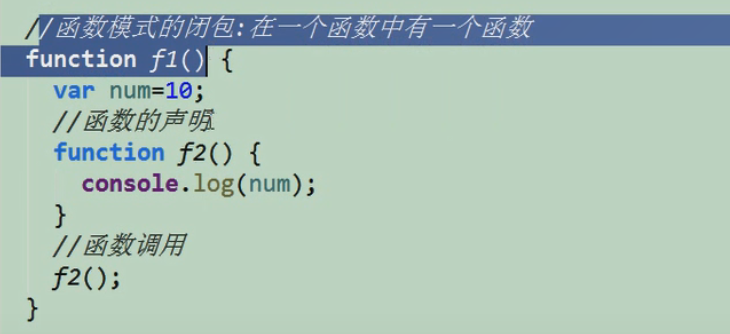 //函数模式的闭包:在一个函数中有一个函数
function f1() {
var num=10;
//函数的声明
function f2() {
console.log(num);
}
//函数调用
f2();
}